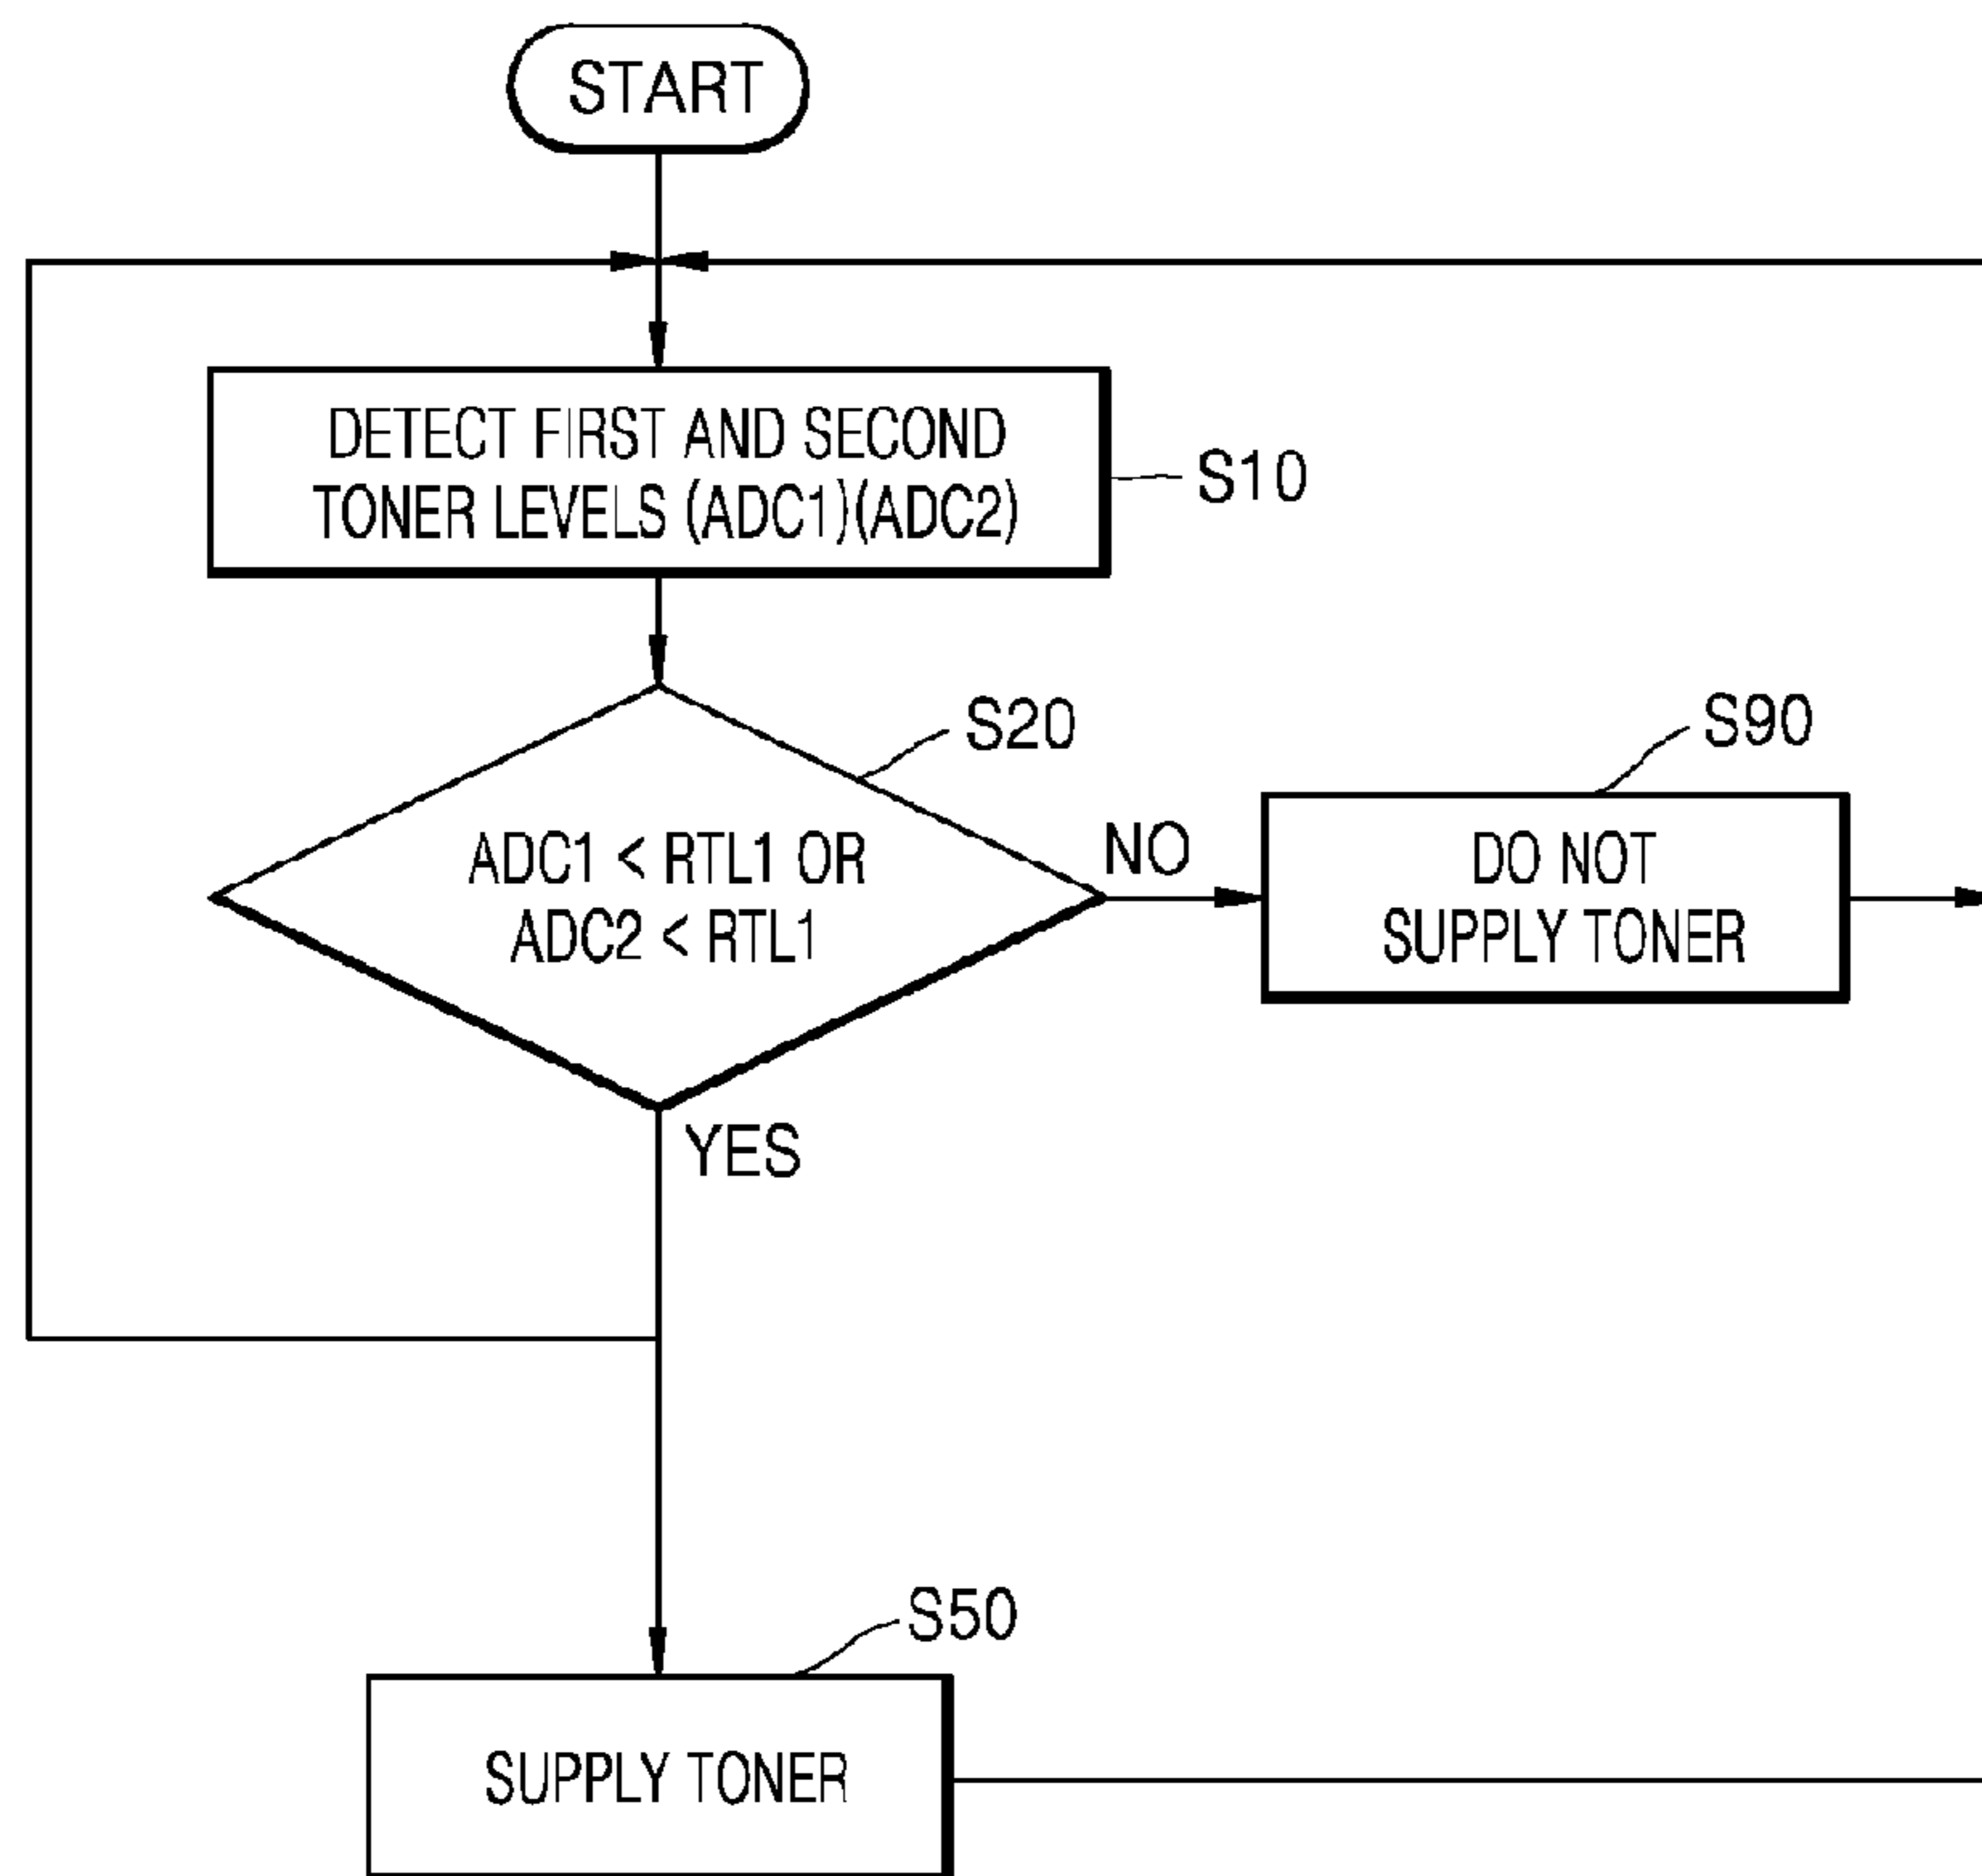 START
DETECT FIRST AND SECOND
TONER LEVELS (ADC1)(ADC2)
S10
S20
ADC1 < RTL1 OR
ADC2 < RTL1
NO
S90
DO NOT
SUPPLY TONER
YES
S50
SUPPLY TONER